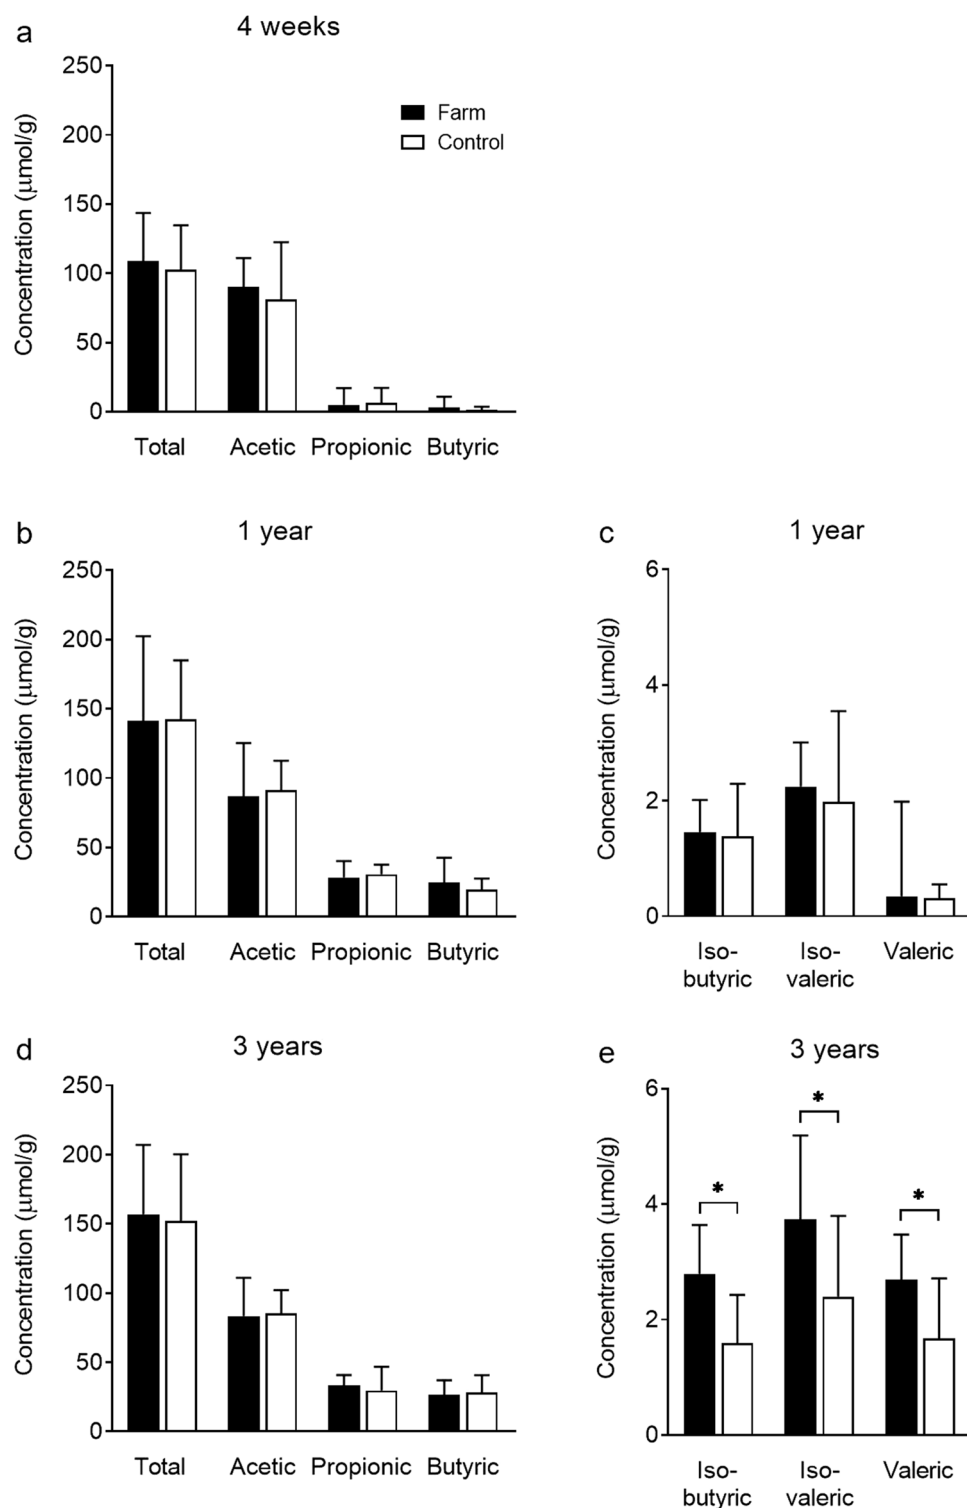 a
4 weeks
Concentration (μmol/g)
250
200
150
100
50
0
Farm
Control
Total Acetic Propionic Butyric
b
1 year
Concentration (μmol/g)
250
200
150
100
50
0
Total Acetic Propionic Butyric
c
1 year
Concentration (μmol/g)
6
4
2
0
Iso- Iso- Valeric
butyric valeric
d
3 years
Concentration (μmol/g)
250
200
150
100
50
0
Total Acetic Propionic Butyric
e
3 years
Concentration (μmol/g)
6
4
2
0
*
*
*
Iso- Iso- Valeric
butyric valeric